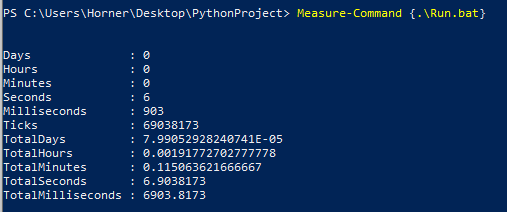 PS C:\Users\Horner\Desktop\PythonProject> Measure-Command {.\Run.bat}
Days              : 0
Hours             : 0
Minutes           : 0
Seconds           : 6
Milliseconds      : 903
Ticks             : 69038173
TotalDays         : 7.99052928240741E-05
TotalHours        : 0.00191772702777778
TotalMinutes      : 0.115063621666667
TotalSeconds      : 6.9038173
TotalMilliseconds : 6903.8173